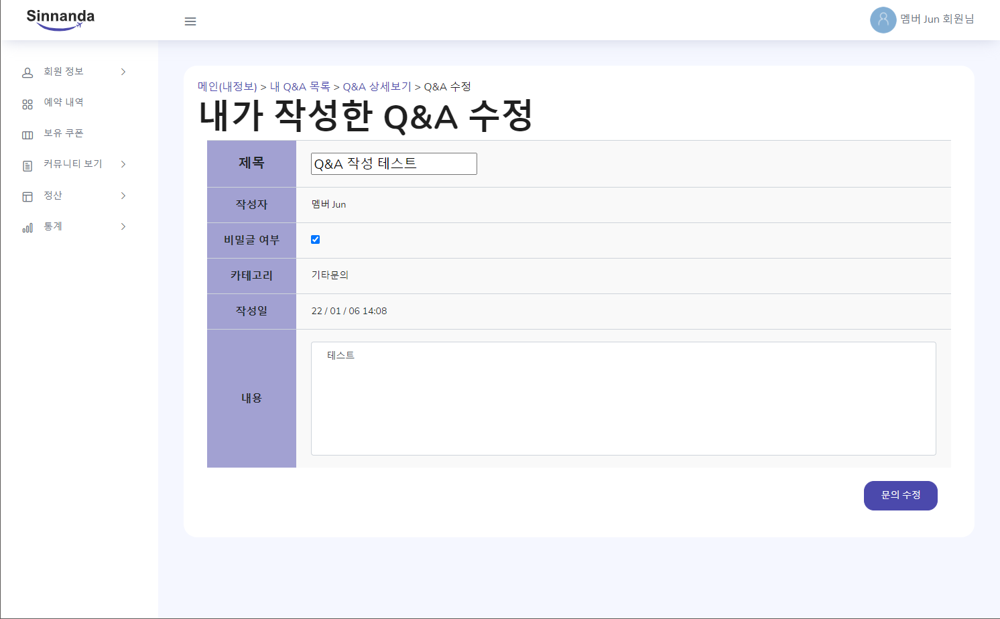 Sinnanda
멤버 Jun 회원님
회원 정보
예약 내역
보유 쿠폰
커뮤니티 보기
정산
통계
메인(내정보) > 내 Q&A 목록 > Q&A 상세보기 > Q&A 수정
내가 작성한 Q&A 수정
제목
Q&A 작성 테스트
작성자
멤버 Jun
비밀글 여부
카테고리
기타문의
작성일
22 / 01 / 06 14:08
내용
테스트
문의 수정